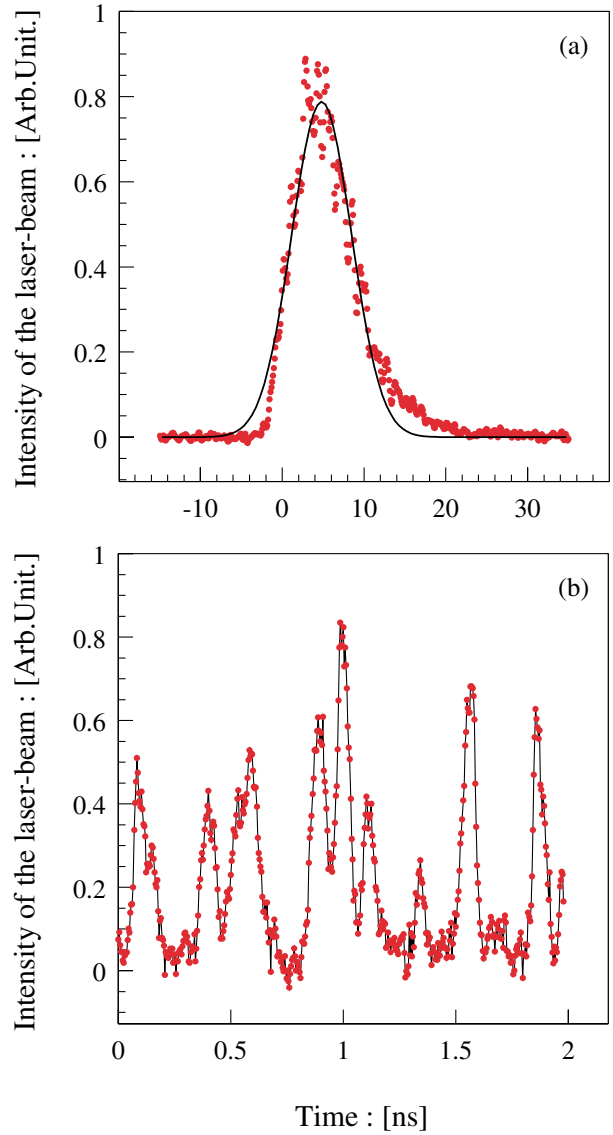 Intensity of the laser-beam : [Arb.Unit.]
(a)
1
0.8
0.6
0.4
0.2
0
-10 0 10 20 30
Intensity of the laser-beam : [Arb.Unit.]
(b)
1
0.8
0.6
0.4
0.2
0
0 0.5 1 1.5 2
Time : [ns]